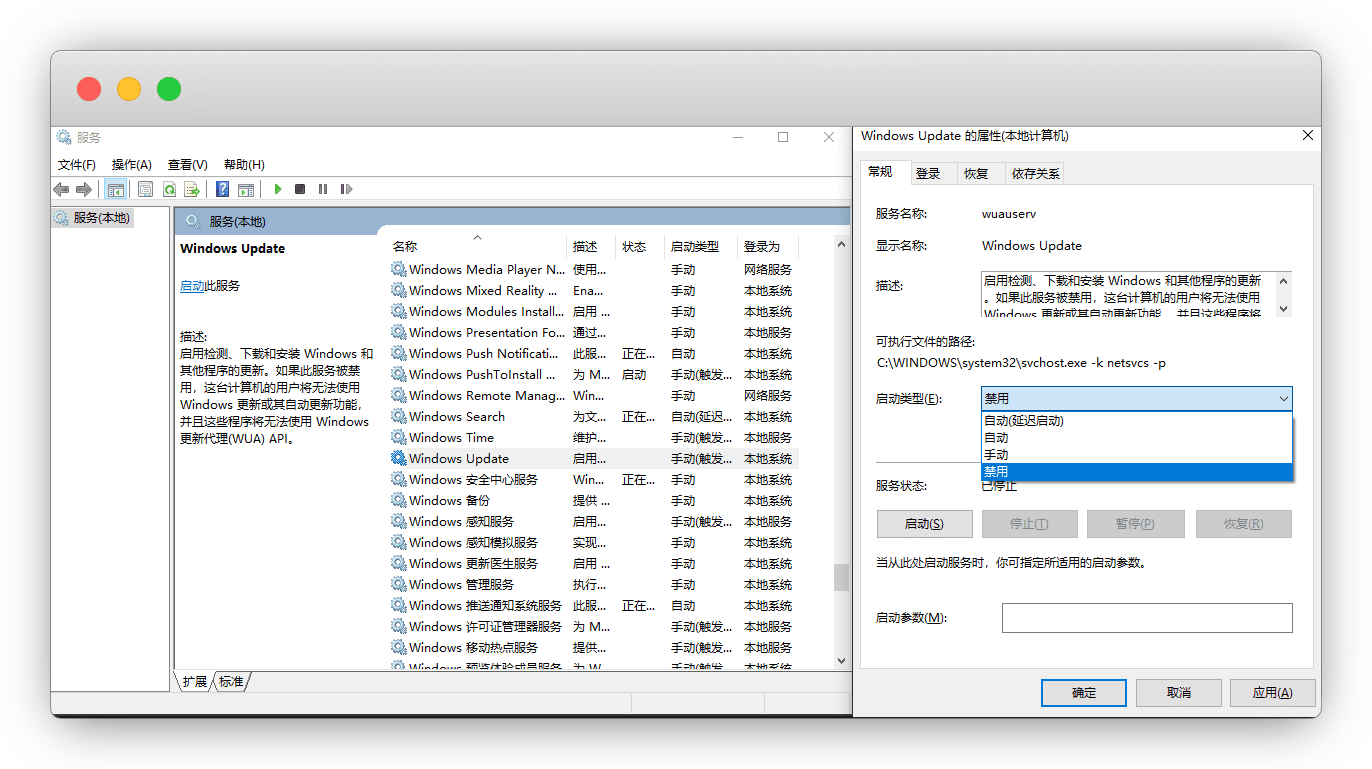 服务
文件(F) 操作(A) 查看(V) 帮助(H)
服务(本地)
服务(本地)
Windows Update
启动此服务
描述:
启用检测、下载和安装 Windows 和
其他程序的更新。如果此服务被禁
用，这台计算机的用户将无法使用
Windows 更新或其自动更新功能，
并且这些程序将无法使用 Windows
更新代理(WUA) API。
名称 描述 状态 启动类型 登录为
Windows Media Player N... 使用... 手动 网络服务
Windows Mixed Reality ... Ena... 手动 本地系统
Windows Modules Install... 启用 ... 手动 本地系统
Windows Presentation Fo... 通过... 手动 本地服务
Windows Push Notificati... 此服... 正在... 自动 本地系统
Windows PushToInstall ... 为 M... 启动 手动(触发... 本地系统
Windows Remote Manag... Win... 手动 网络服务
Windows Search 为文... 正在... 自动(延迟... 本地系统
Windows Time 维护... 手动(触发... 本地服务
Windows Update 启用... 手动(触发... 本地系统
Windows 安全中心服务 Win... 正在... 手动 本地系统
Windows 备份 提供 ... 手动 本地系统
Windows 感知服务 启用... 手动(触发... 本地服务
Windows 感知模拟服务 实现... 手动 本地系统
Windows 更新医生服务 启用 ... 手动 本地系统
Windows 管理服务 执行... 手动 本地系统
Windows 推送通知系统服务 此服... 正在... 自动 本地系统
Windows 许可证管理器服务 为 M... 手动(触发... 本地服务
Windows 移动热点服务 提供... 手动(触发... 本地服务
Windows 预览体验成员服务 为 W... 手动(触发... 本地系统
扩展 标准
Windows Update 的属性(本地计算机)
常规 登录 恢复 依存关系
服务名称: wuauserv
显示名称: Windows Update
描述:
启用检测、下载和安装 Windows 和其他程序的更新
。如果此服务被禁用，这台计算机的用户将无法使用
Windows 更新或其自动更新功能，并且这些程序将
可执行文件的路径:
C:\WINDOWS\system32\svchost.exe -k netsvcs -p
启动类型(E): 禁用
自动(延迟启动)
自动
手动
禁用
服务状态: 已停止
启动(S) 停止(T) 暂停(P) 恢复(R)
当从此处启动服务时，你可指定所适用的启动参数。
启动参数(M):
确定 取消 应用(A)